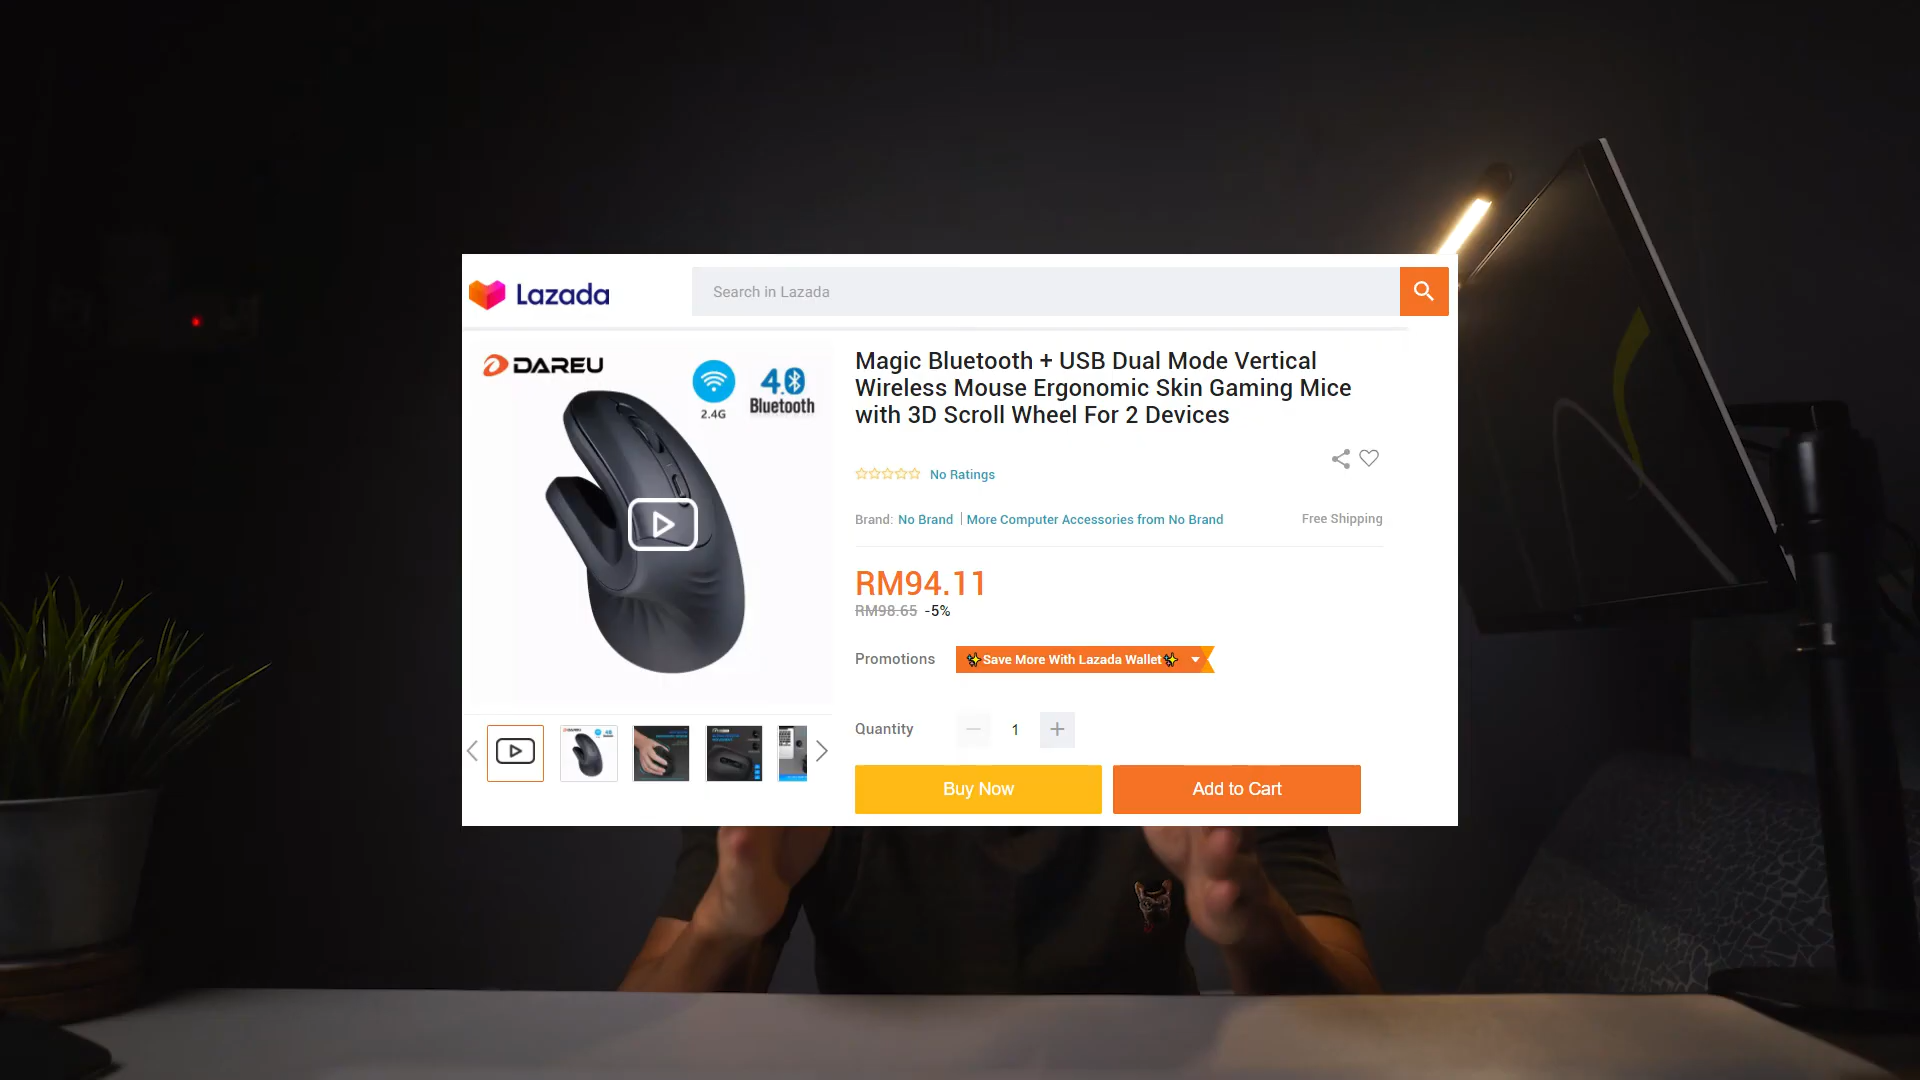 Lazada
Search in Lazada
DAREU
2.4G
4.0
Bluetooth
Magic Bluetooth + USB Dual Mode Vertical
Wireless Mouse Ergonomic Skin Gaming Mice
with 3D Scroll Wheel For 2 Devices
No Ratings
Brand: No Brand | More Computer Accessories from No Brand
Free Shipping
RM94.11
RM98.65 -5%
Promotions
✨Save More With Lazada Wallet✨
Quantity
1
Buy Now
Add to Cart